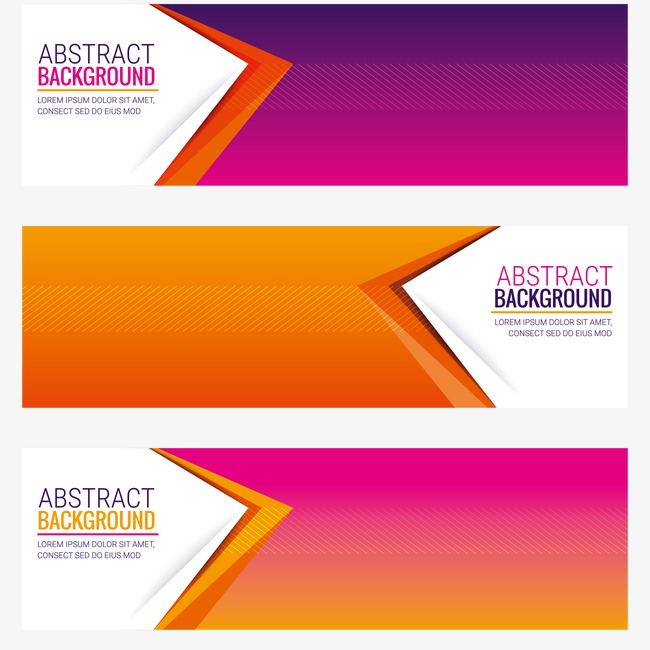 ABSTRACT
BACKGROUND
LOREM IPSUM DOLOR SIT AMET,
CONSECT SED DO EIUS MOD
ABSTRACT
BACKGROUND
LOREM IPSUM DOLOR SIT AMET,
CONSECT SED DO EIUS MOD
ABSTRACT
BACKGROUND
LOREM IPSUM DOLOR SIT AMET,
CONSECT SED DO EIUS MOD